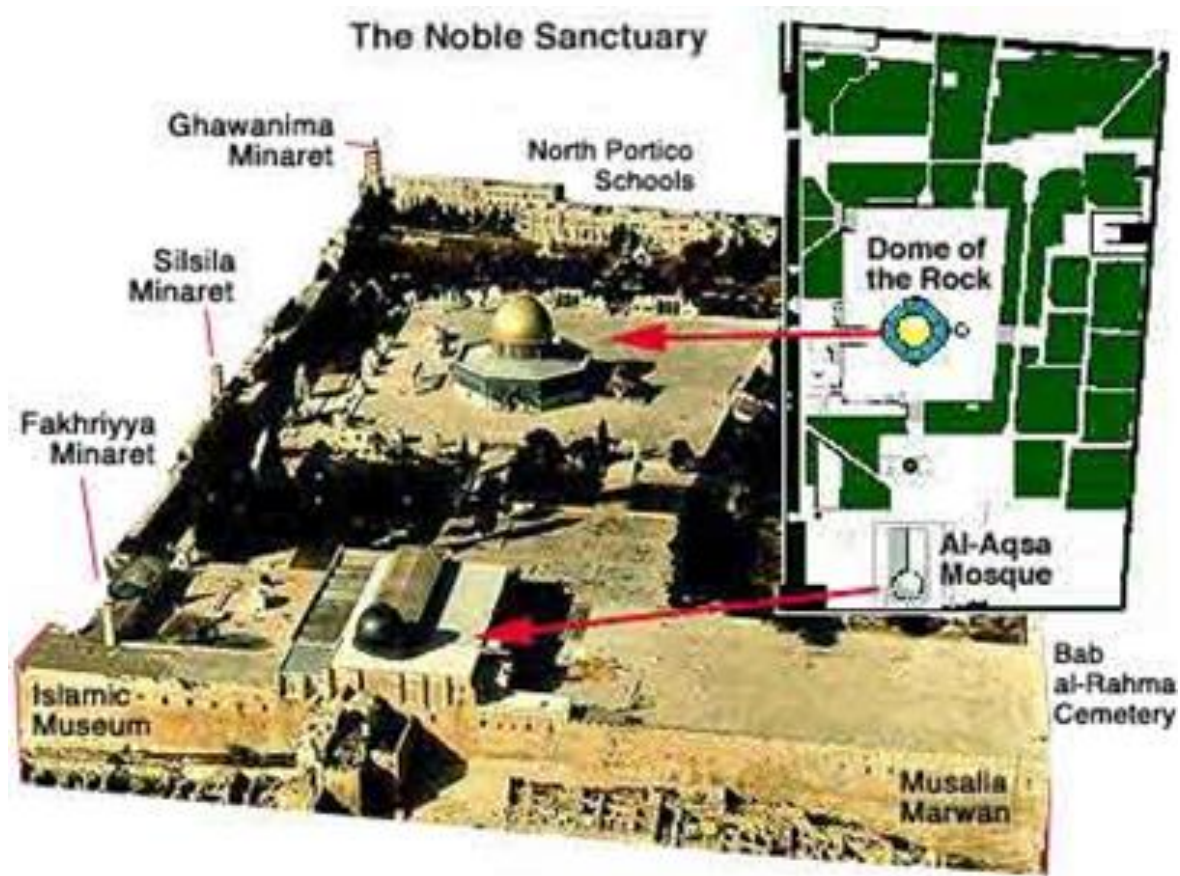 The Noble Sanctuary
Ghawanima
Minaret
North Portico
Schools
Silsila
Minaret
Dome of
the Rock
Fakhriyya
Minaret
Al-Aqsa
Mosque
Islamic
Museum
Bab
al-Rahma
Cemetery
Musalla
Marwan